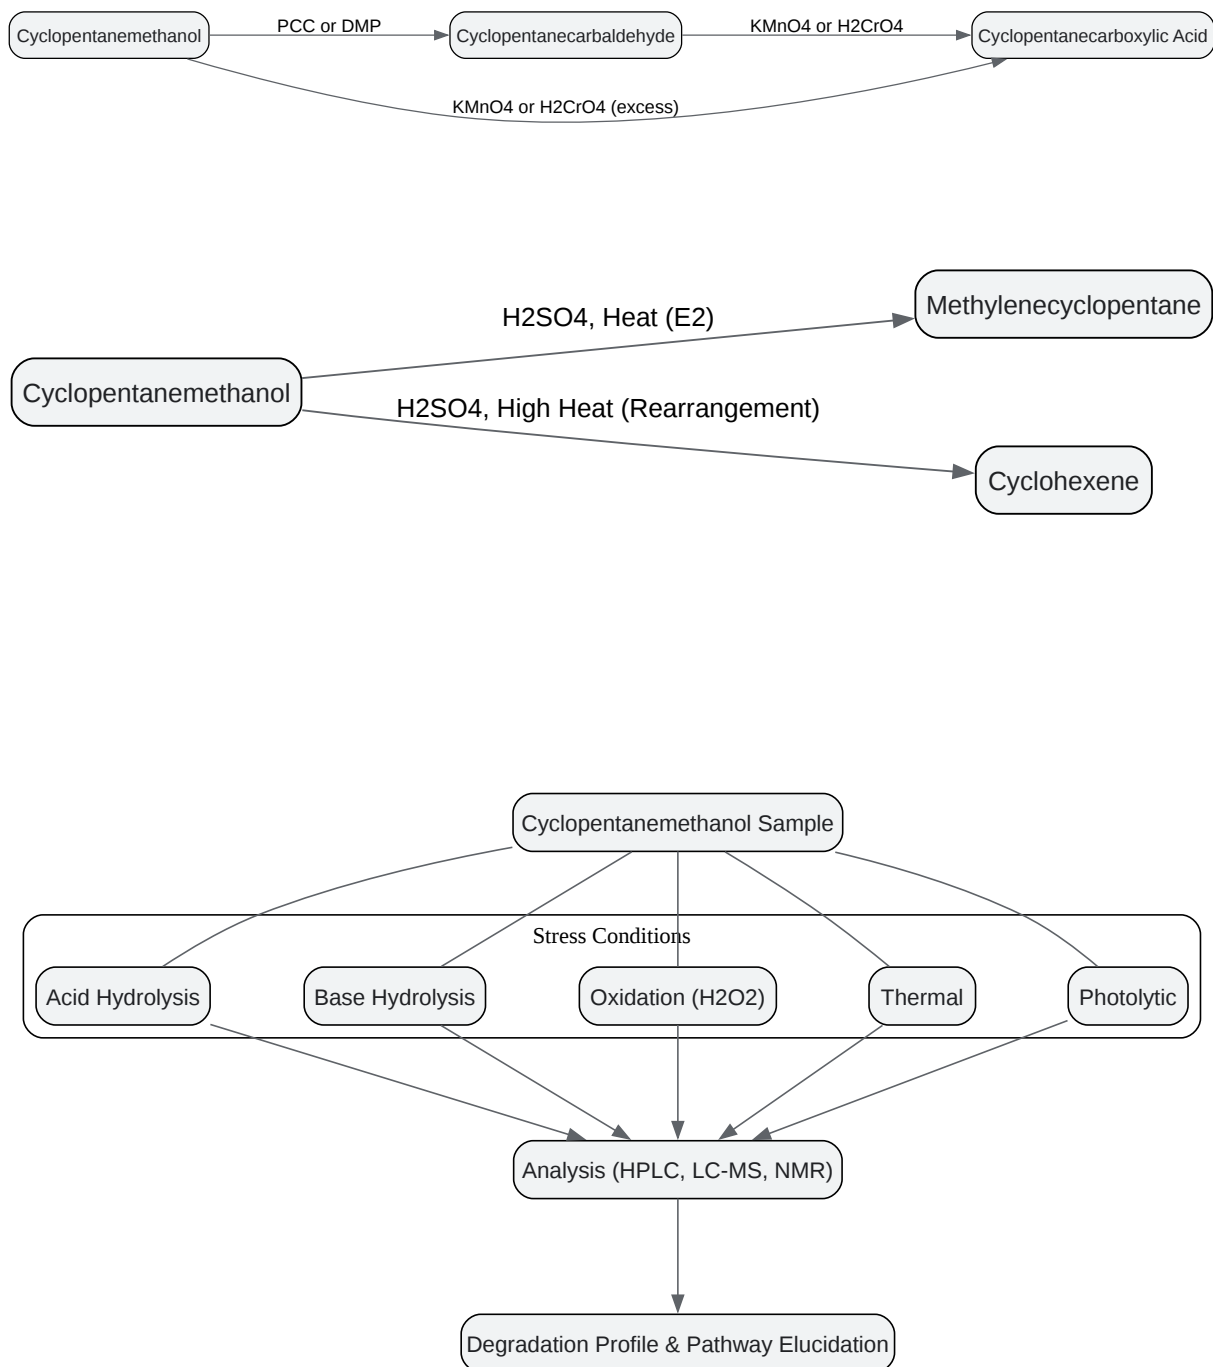 Cyclopentanemethanol
PCC or DMP
Cyclopentanecarbaldehyde
KMnO4 or H2CrO4
Cyclopentanecarboxylic Acid
KMnO4 or H2CrO4 (excess)
Methylenecyclopentane
H2SO4, Heat (E2)
Cyclopentanemethanol
H2SO4, High Heat (Rearrangement)
Cyclohexene
Cyclopentanemethanol Sample
Stress Conditions
Acid Hydrolysis
Base Hydrolysis
Oxidation (H2O2)
Thermal
Photolytic
Analysis (HPLC, LC-MS, NMR)
Degradation Profile & Pathway Elucidation